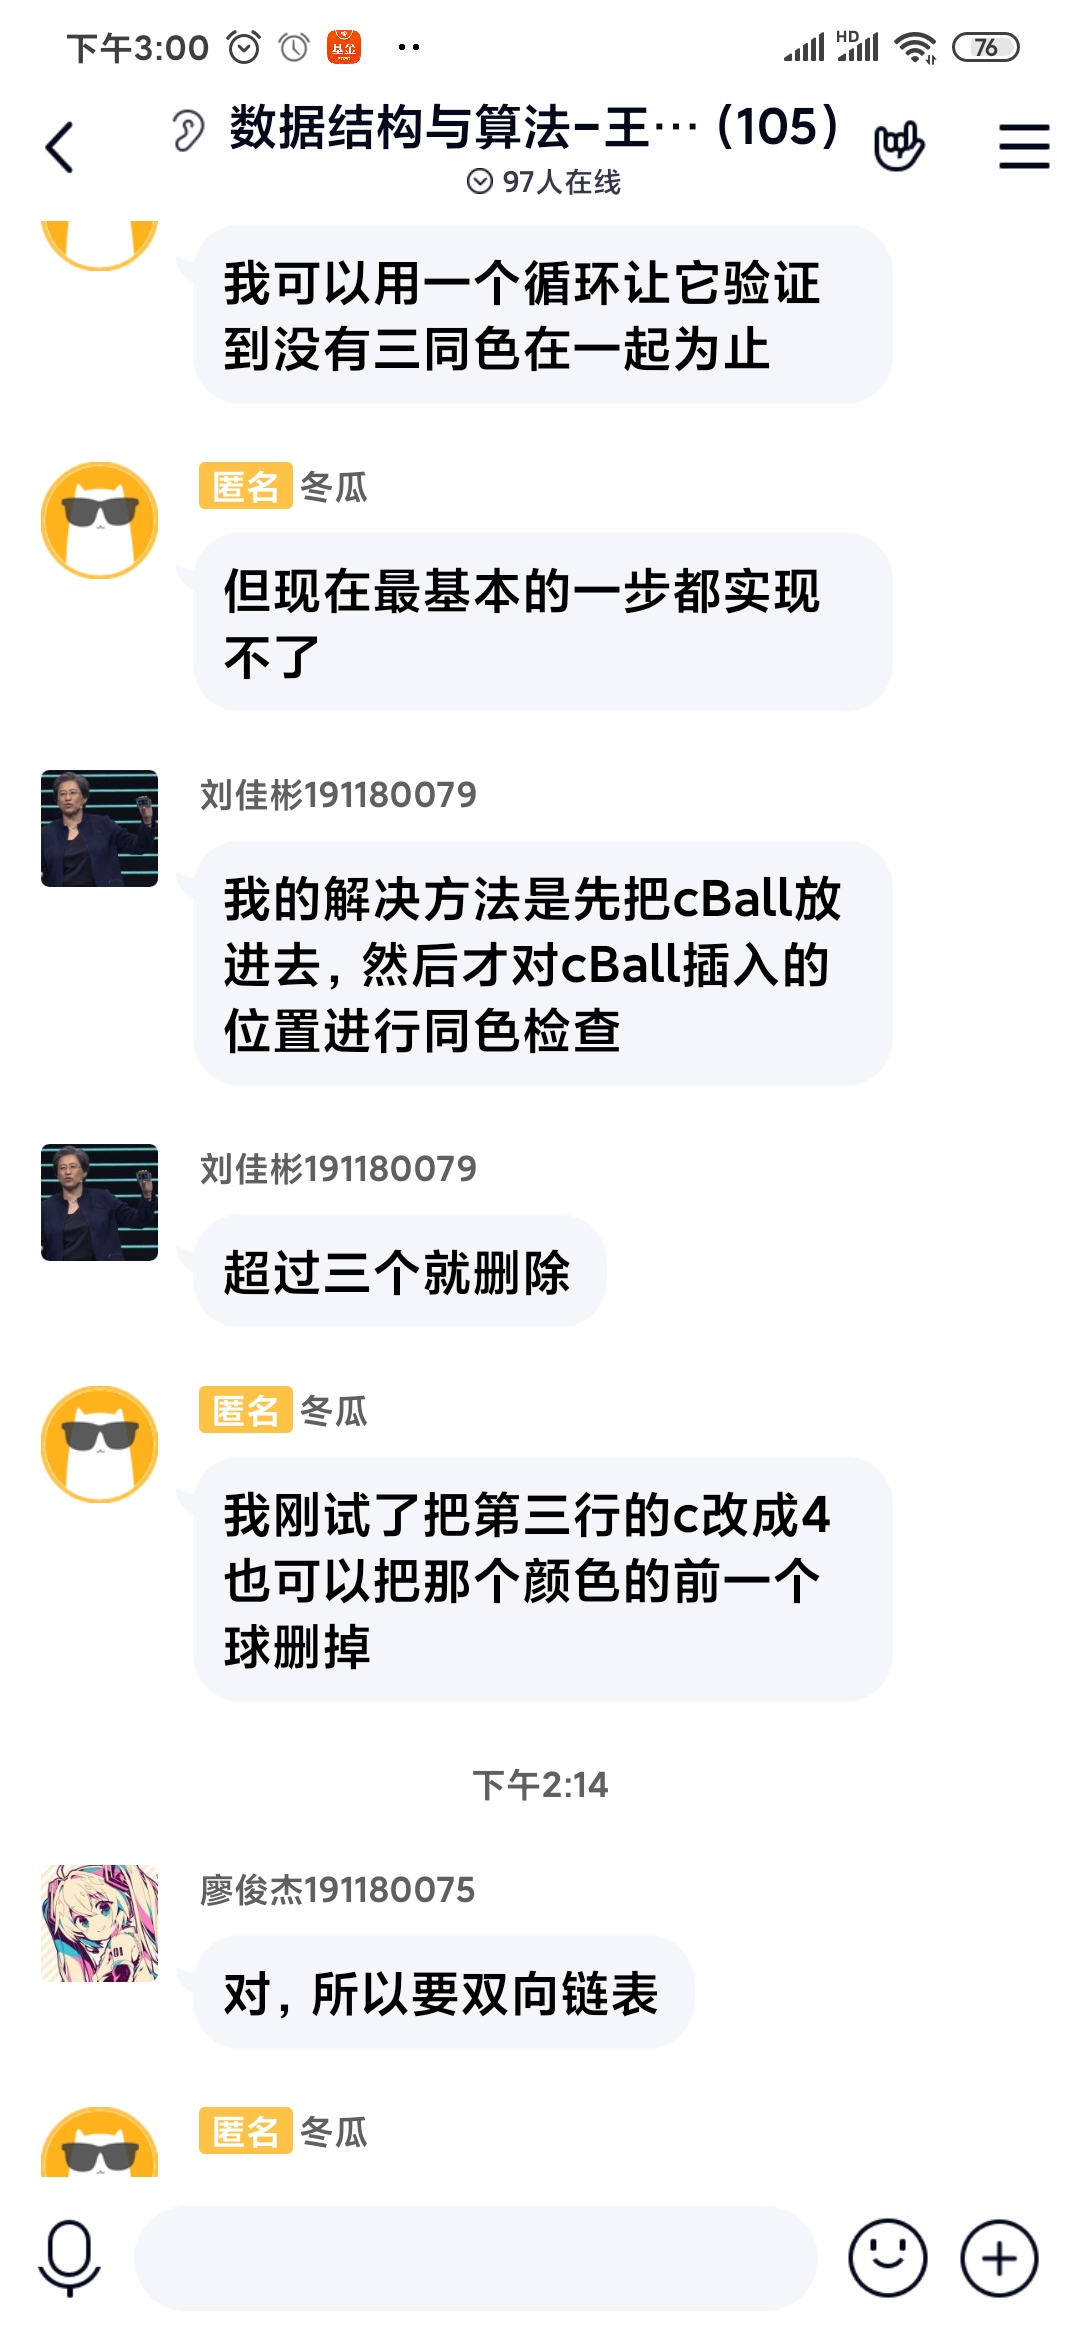 下午3:00
基金
HD
76
数据结构与算法-王… (105)
97人在线
我可以用一个循环让它验证
到没有三同色在一起为止
匿名 冬瓜
但现在最基本的一步都实现
不了
刘佳彬191180079
我的解决方法是先把cBall放
进去, 然后才对cBall插入的
位置进行同色检查
刘佳彬191180079
超过三个就删除
匿名 冬瓜
我刚试了把第三行的c改成4
也可以把那个颜色的前一个
球删掉
下午2:14
廖俊杰191180075
01
对, 所以要双向链表
匿名 冬瓜